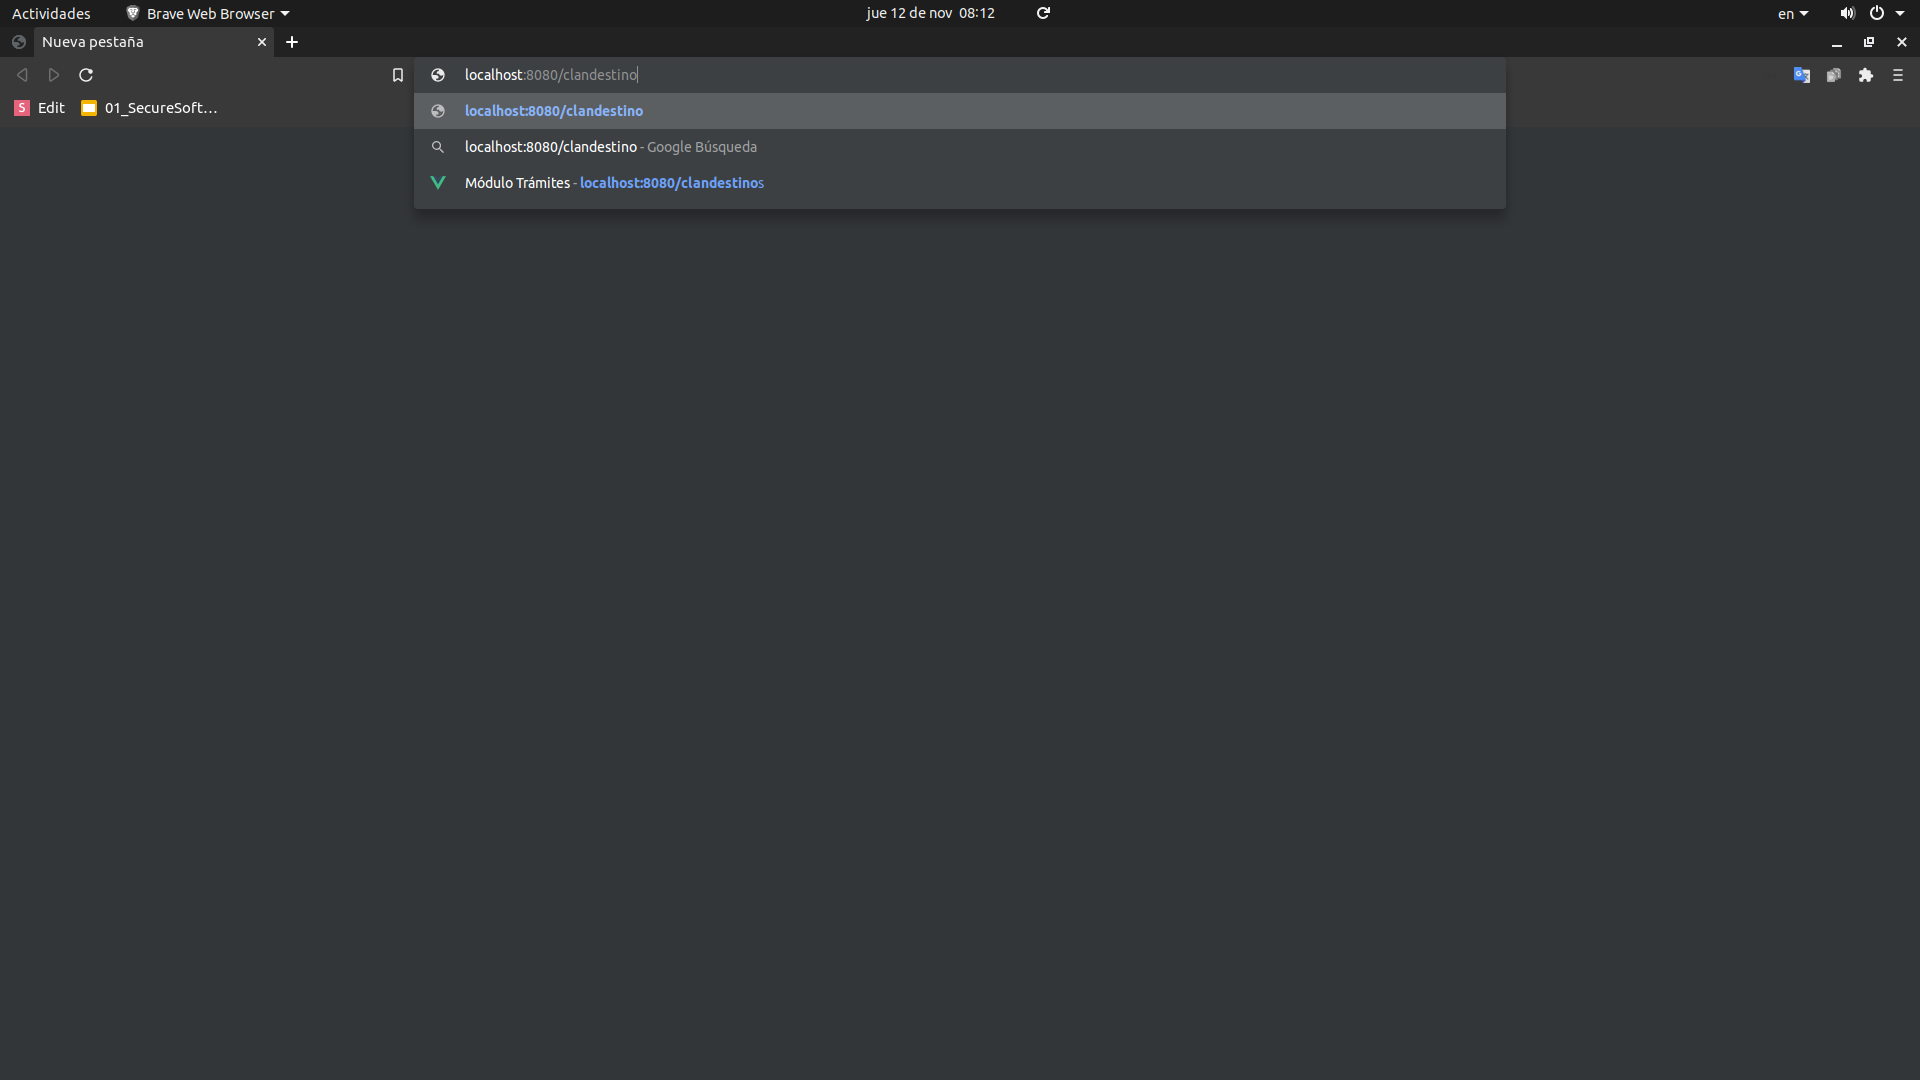 Actividades Brave Web Browser jue 12 de nov 08:12 en
Nueva pestaña
localhost:8080/clandestino
S Edit 01_SecureSoft... localhost:8080/clandestino
localhost:8080/clandestino - Google Búsqueda
Módulo Trámites - localhost:8080/clandestinos